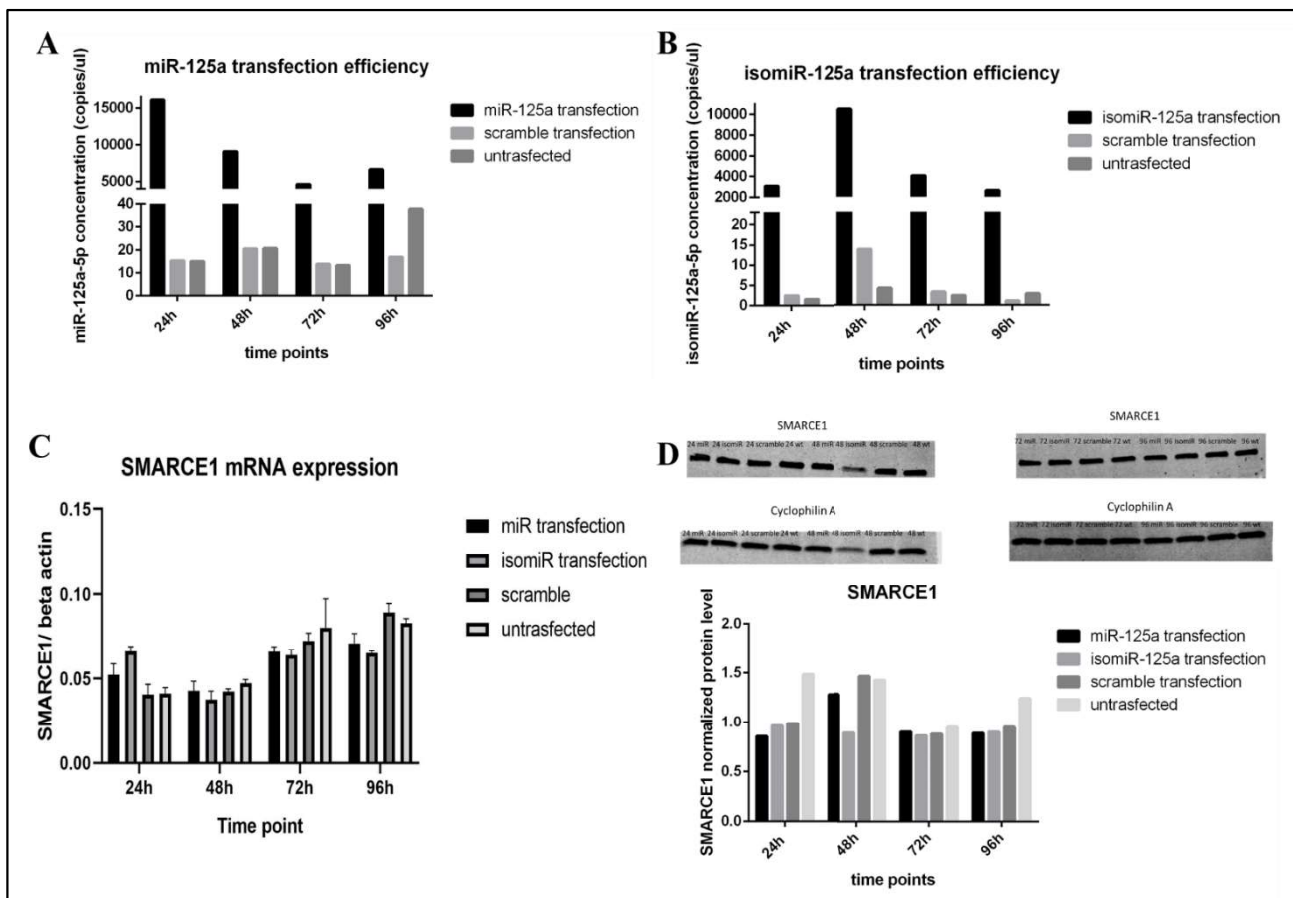 A
miR-125a transfection efficiency
miR-125a-5p concentration (copies/ul)
15000
10000
5000
40
30
20
10
0
24h 48h 72h 96h
time points
miR-125a transfection
scramble transfection
untrasfected
B
isomiR-125a transfection efficiency
isomiR-125a-5p concentration (copies/ul)
10000
8000
6000
4000
2000
25
20
15
10
5
0
24h 48h 72h 96h
time points
isomiR-125a transfection
scramble transfection
untrasfected
C
SMARCE1 mRNA expression
SMARCE1/ beta actin
0.15
0.10
0.05
0.00
24h 48h 72h 96h
Time point
miR transfection
isomiR transfection
scramble
untrasfected
D
SMARCE1
24 miR 24 isomiR 24 scramble 24 wt 48 miR 48 isomiR 48 scramble 48 wt
SMARCE1
72 miR 72 isomiR 72 scramble 72 wt 96 miR 96 isomiR 96 scramble 96 wt
Cyclophilin A
24 miR 24 isomiR 24 scramble 24 wt 48 miR 48 isomiR 48 scramble 48 wt
Cyclophilin A
72 miR 72 isomiR 72 scramble 72 wt 96 miR 96 isomiR 96 scramble 96 wt
SMARCE1
SMARCE1 normalized protein level
2.0
1.5
1.0
0.5
0.0
24h 48h 72h 96h
time points
miR-125a transfection
isomiR-125a transfection
scramble transfection
untrasfected